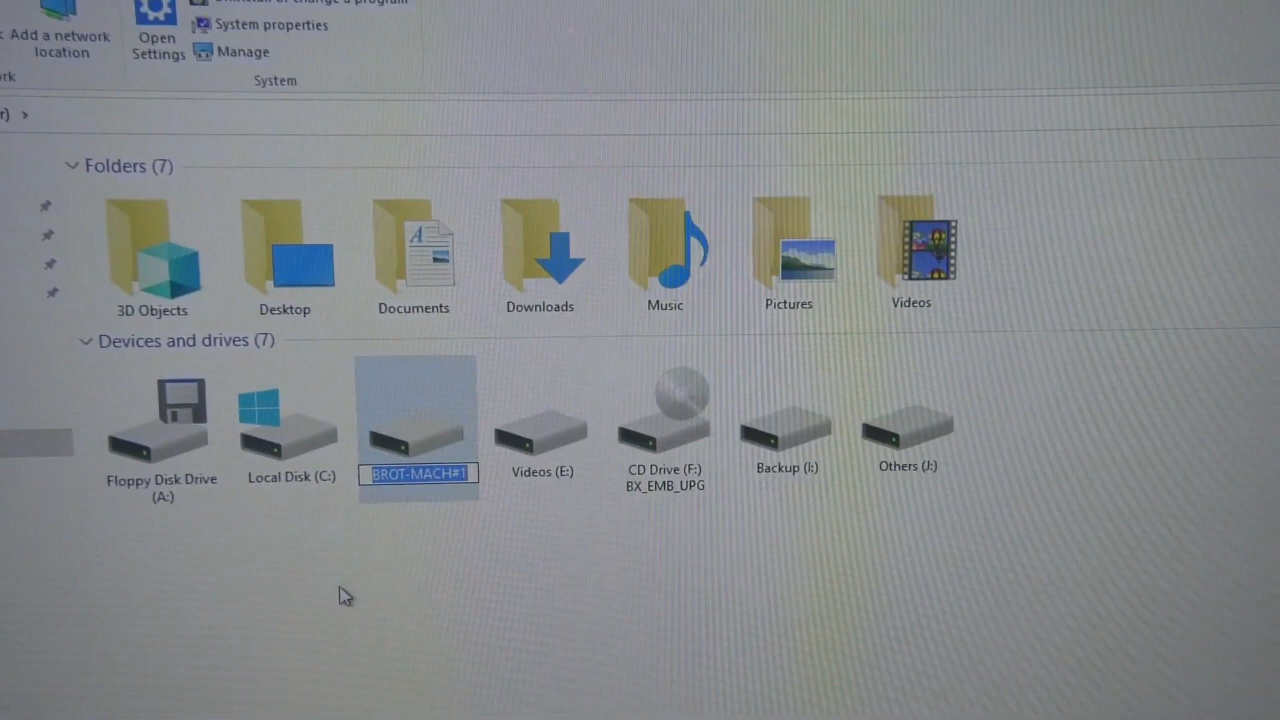 Add a network
location
Open
Settings
System properties
Manage
System
Folders (7)
3D Objects
Desktop
Documents
Downloads
Music
Pictures
Videos
Devices and drives (7)
Floppy Disk Drive
(A:)
Local Disk (C:)
BROT-MACH#1
Videos (E:)
CD Drive (F:)
BX_EMB_UPG
Backup (I:)
Others (J:)